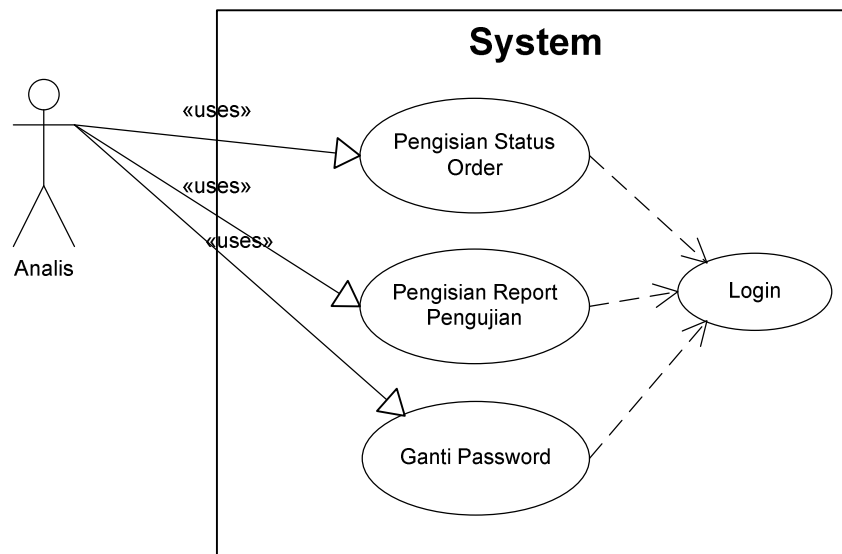 System
«uses»
Pengisian Status
Order
«uses»
«uses»
Analis
Pengisian Report
Pengujian
Login
Ganti Password